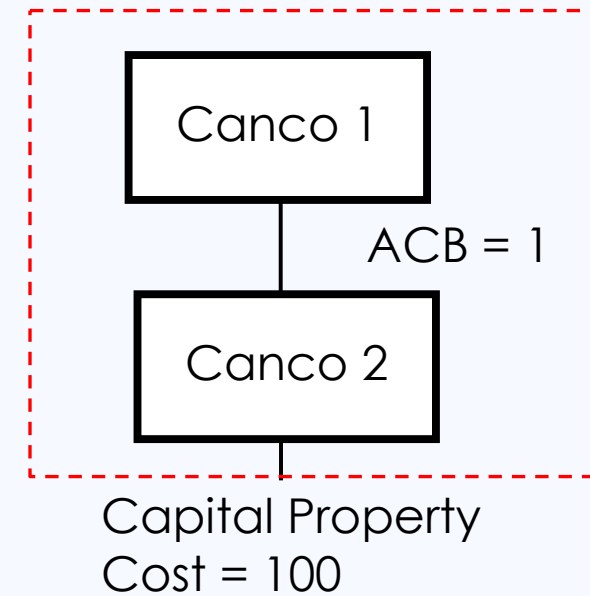 Canco 1
ACB = 1
Canco 2
Capital Property
Cost = 100